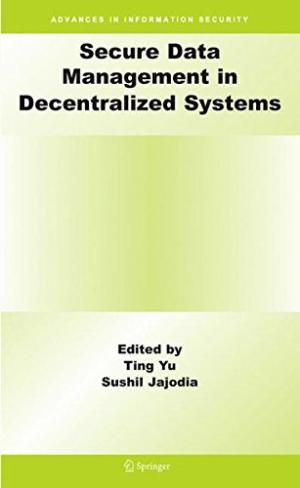 ADVANCES IN INFORMATION SECURITY
Secure Data
Management in
Decentralized Systems
Edited by
Ting Yu
Sushil Jajodia
Springer